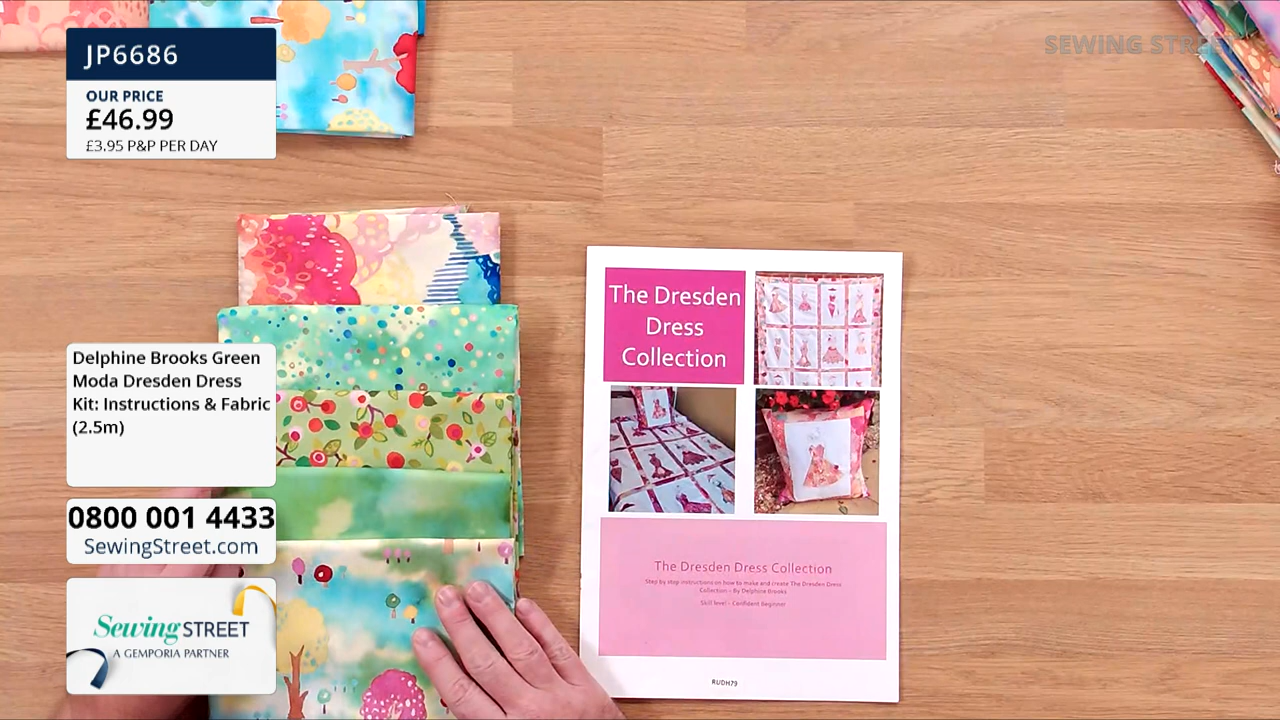 JP6686
OUR PRICE
£46.99
£3.95 P&P PER DAY
SEWING STREET
Delphine Brooks Green
Moda Dresden Dress
Kit: Instructions & Fabric
(2.5m)
0800 001 4433
SewingStreet.com
Sewing STREET
A GEMPORIA PARTNER
The Dresden
Dress
Collection
The Dresden Dress Collection
Step by step instructions on how to make and create The Dresden Dress
Collection - By Delphine Brooks
Skill level - Confident Beginner
RUDH79